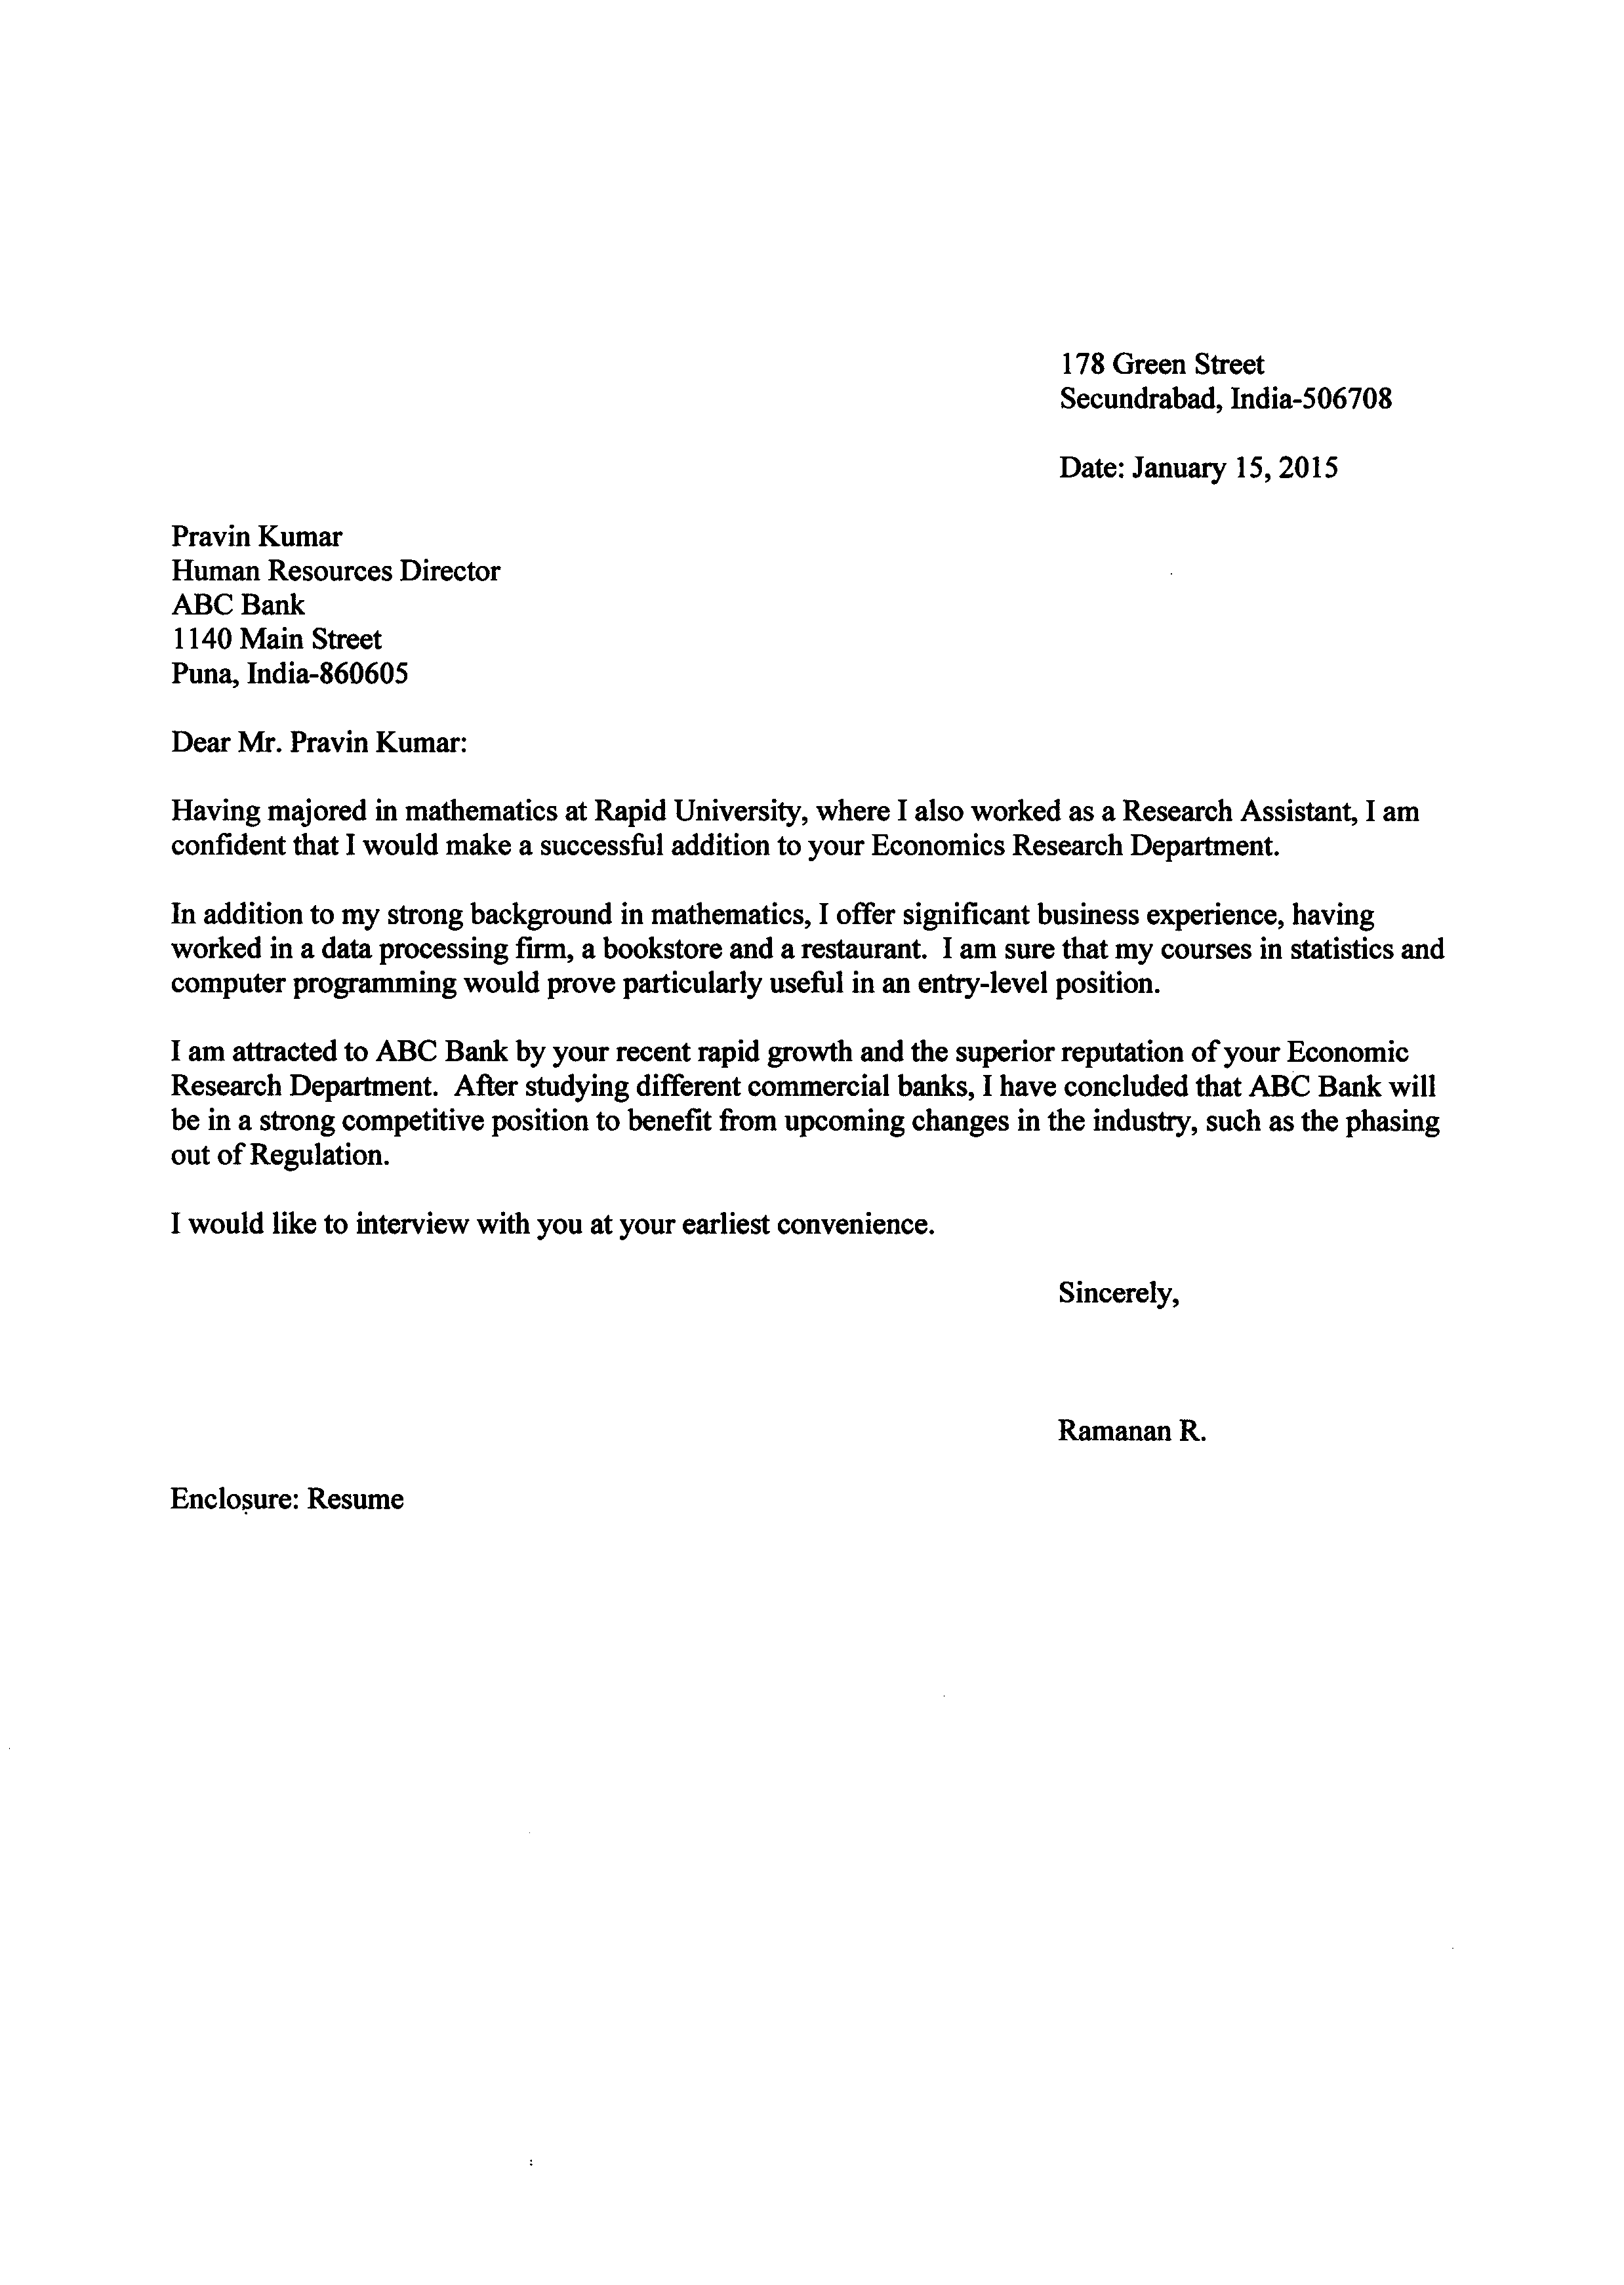 178 Green Street
Secundrabad, India-506708
Date: January 15, 2015
Pravin Kumar
Human Resources Director
ABC Bank
1140 Main Street
Puna, India-860605
Dear Mr. Pravin Kumar:
Having majored in mathematics at Rapid University, where I also worked as a Research Assistant, I am
confident that I would make a successful addition to your Economics Research Department.
In addition to my strong background in mathematics, I offer significant business experience, having
worked in a data processing firm, a bookstore and a restaurant.  I am sure that my courses in statistics and
computer programming would prove particularly useful in an entry-level position.
I am attracted to ABC Bank by your recent rapid growth and the superior reputation of your Economic
Research Department.  After studying different commercial banks, I have concluded that ABC Bank will
be in a strong competitive position to benefit from upcoming changes in the industry, such as the phasing
out of Regulation.
I would like to interview with you at your earliest convenience.
Sincerely,
Ramanan R.
Enclosure: Resume